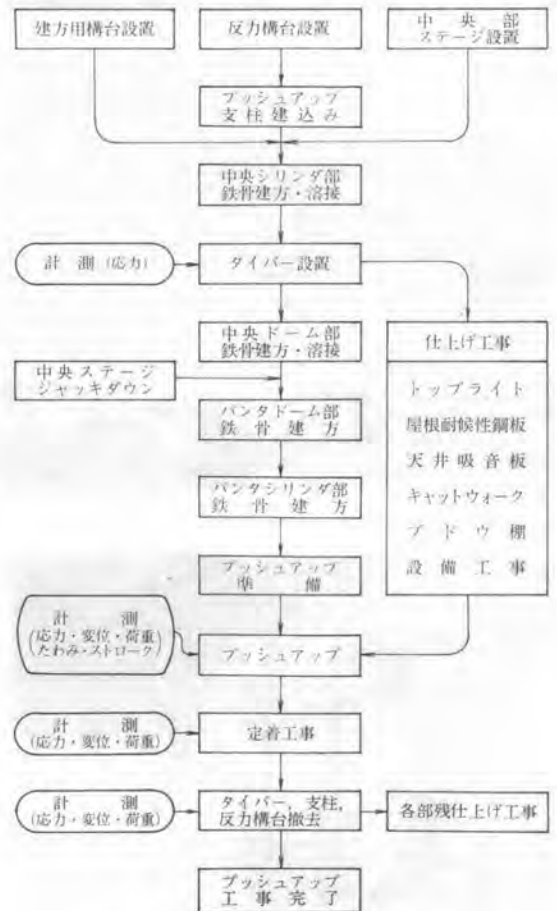 建方用構台設置
反力構台設置
中央部
ステージ設置
プッシュアップ
支柱建込み
中央シリンダ部
鉄骨建方・溶接
計測(応力)
タイバー設置
中央ドーム部
鉄骨建方・溶接
仕上げ工事
トップライト
屋根耐候性鋼板
天井吸音板
キャットウォーク
ブドウ棚
設備工事
中央ステージ
ジャッキダウン
パンタドーム部
鉄骨建方
パンタシリンダ部
鉄骨建方
プッシュアップ
準備
計測
(応力・変位・荷重
たわみ・ストローク)
プッシュアップ
計測
(応力・変位・荷重)
定着工事
計測
(応力・変位・荷重)
タイバー,支柱,
反力構台撤去
各部残仕上げ工事
プッシュアップ
工事完了